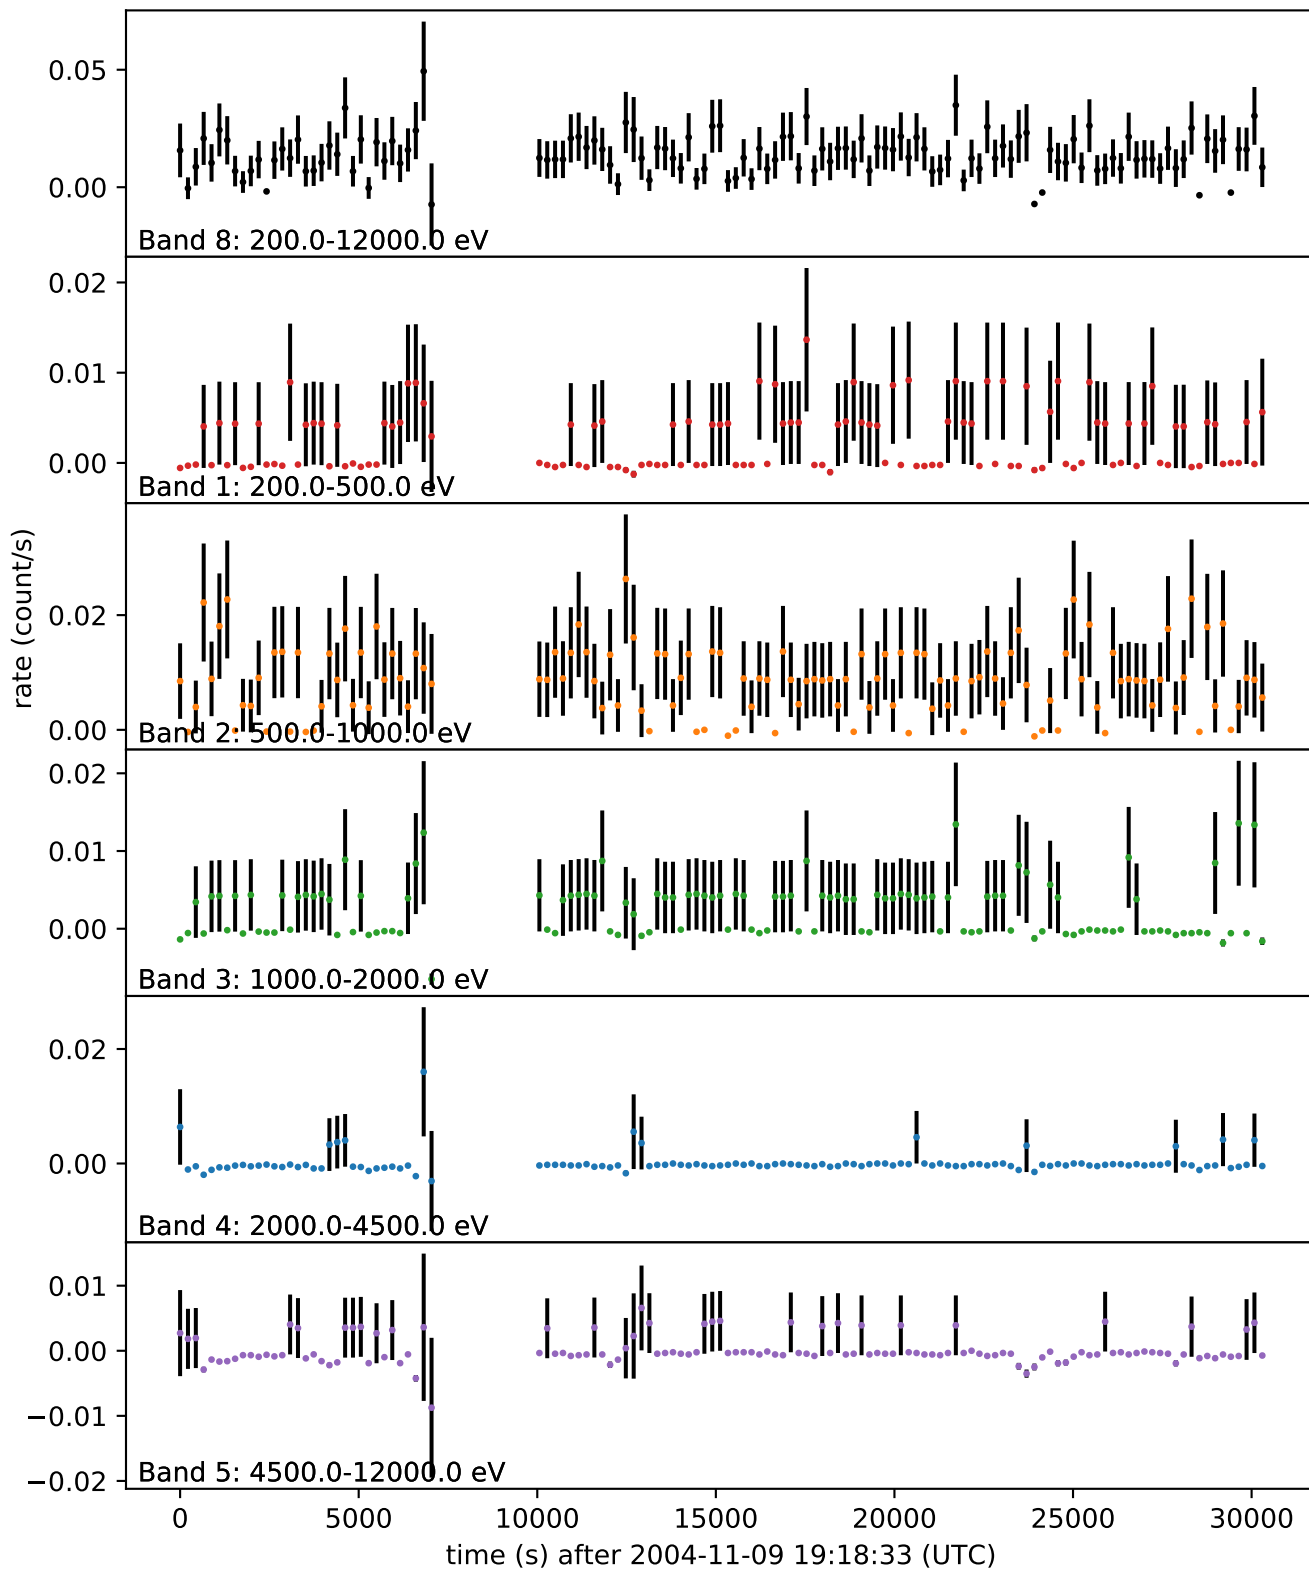 0.05
0.00
Band 8: 200.0-12000.0 eV
0.02
0.01
0.00
Band 1: 200.0-500.0 eV
0.02
0.00
Band 2: 500.0-1000.0 eV
rate (count/s)
0.02
0.01
0.00
Band 3: 1000.0-2000.0 eV
0.02
0.00
Band 4: 2000.0-4500.0 eV
0.01
0.00
−0.01
−0.02
Band 5: 4500.0-12000.0 eV
0 5000 10000 15000 20000 25000 30000
time (s) after 2004-11-09 19:18:33 (UTC)